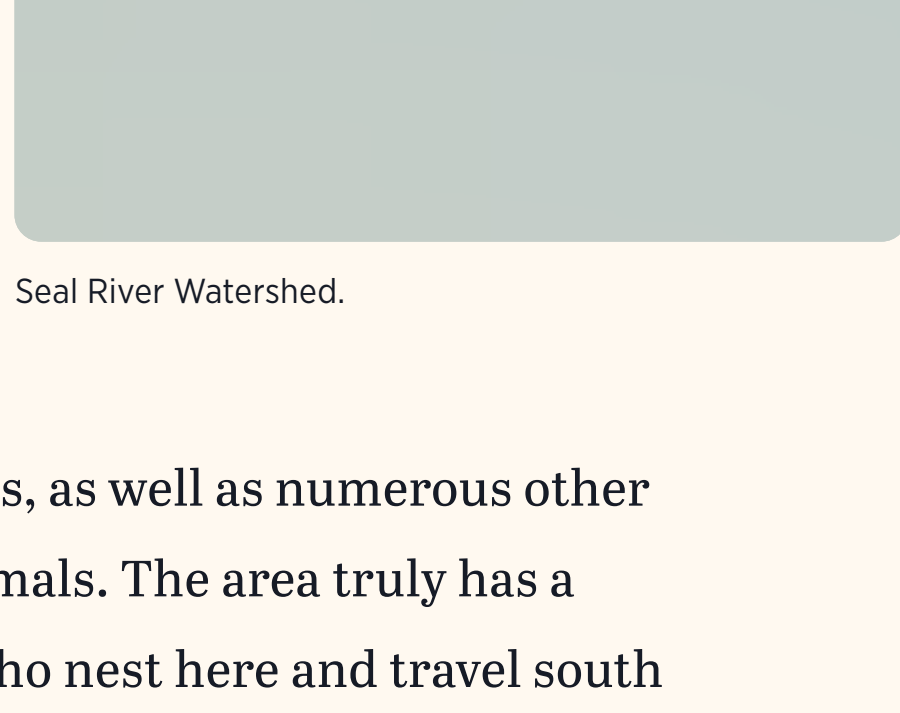 Seal River Watershed.
s, as well as numerous other
mals. The area truly has a
ho nest here and travel south